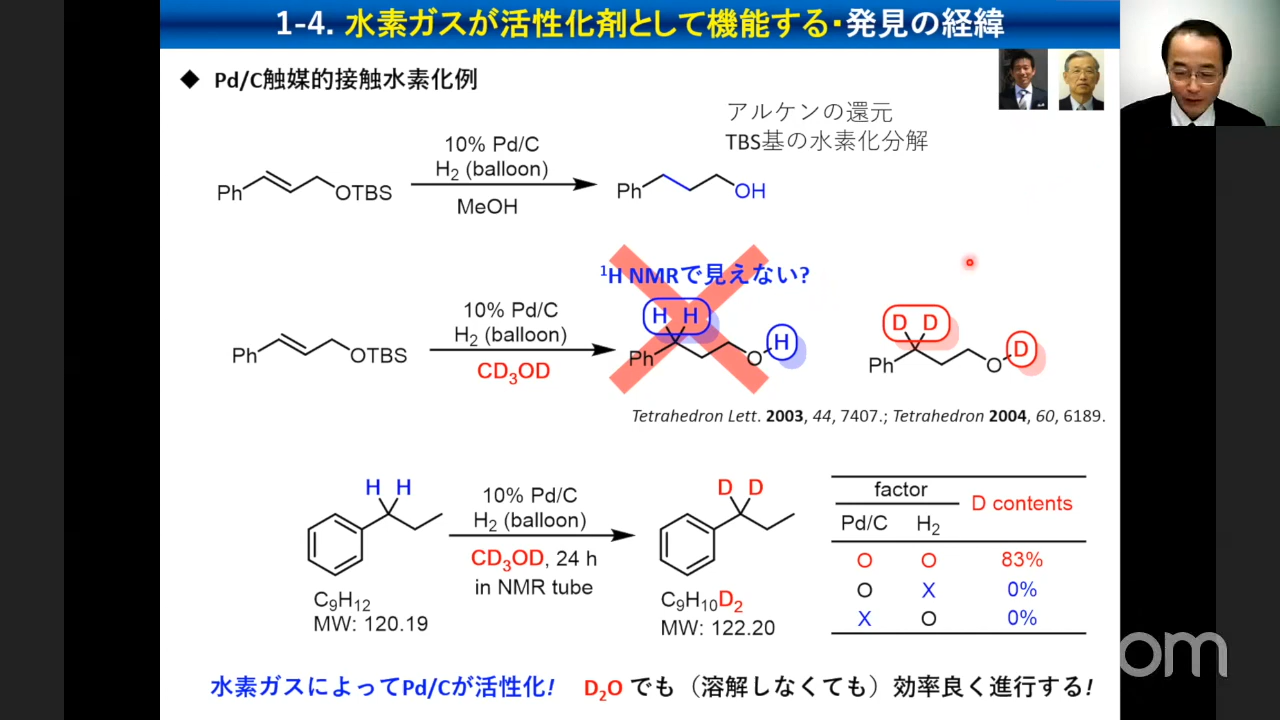 1-4. 水素ガスが活性化剤として機能する・発見の経緯
◆ Pd/C触媒的接触水素化例
アルケンの還元
TBS基の水素化分解
Ph OTBS
10% Pd/C
H2 (balloon)
MeOH
Ph OH
1H NMRで見えない?
Ph OTBS
10% Pd/C
H2 (balloon)
CD3OD
H H
Ph O H
D D
Ph O D
Tetrahedron Lett. 2003, 44, 7407.; Tetrahedron 2004, 60, 6189.
H H
C9H12
MW: 120.19
10% Pd/C
H2 (balloon)
CD3OD, 24 h
in NMR tube
D D
C9H10D2
MW: 122.20
factor D contents
Pd/C H2
O O 83%
O X 0%
X O 0%
水素ガスによってPd/Cが活性化! D2O でも（溶解しなくても）効率良く進行する!
om